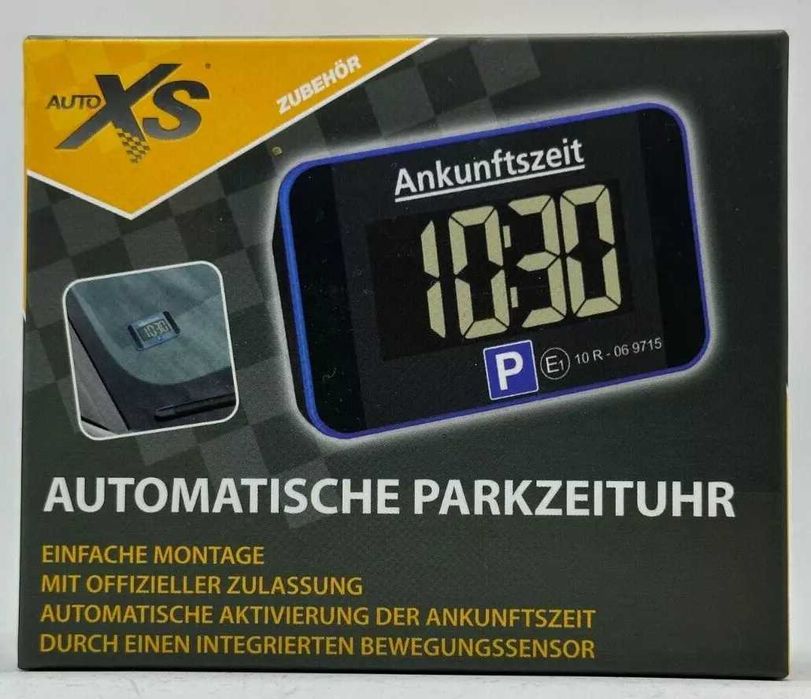 AUTO XS
ZUBEHÖR
Ankunftszeit
10:30
P E1 10 R - 06 9715
1030
AUTOMATISCHE PARKZEITUHR
EINFACHE MONTAGE
MIT OFFIZIELLER ZULASSUNG
AUTOMATISCHE AKTIVIERUNG DER ANKUNFTSZEIT
DURCH EINEN INTEGRIERTEN BEWEGUNGSSENSOR